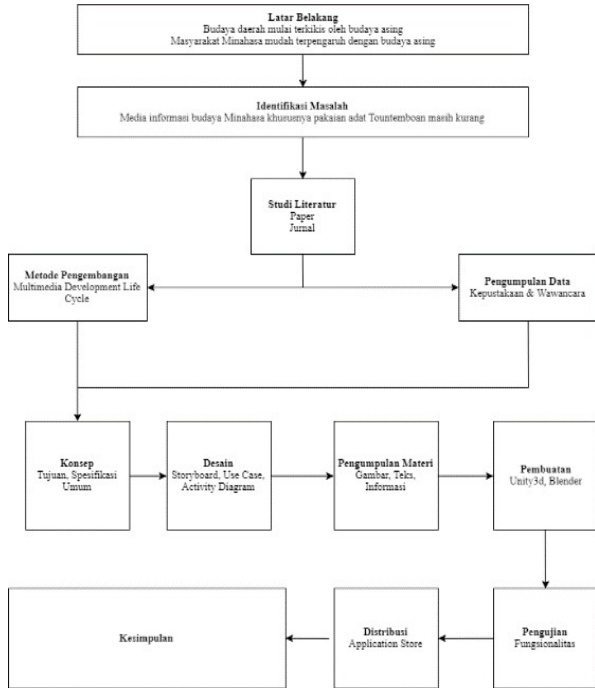 Latar Belakang
Budaya daerah mulai terkikis oleh budaya asing
Masyarakat Minahasa mudah terpengaruh dengan budaya asing
Identifikasi Masalah
Media informasi budaya Minahasa khususnya pakaian adat Tountemboan masih kurang
Studi Literatur
Paper
Jurnal
Metode Pengembangan
Multimedia Development Life
Cycle
Pengumpulan Data
Kepustakaan & Wawancara
Konsep
Tujuan, Spesifikasi
Umum
Desain
Storyboard, Use Case,
Activity Diagram
Pengumpulan Materi
Gambar, Teks,
Informasi
Pembuatan
Unity3d, Blender
Pengujian
Fungsionalitas
Distribusi
Application Store
Kesimpulan